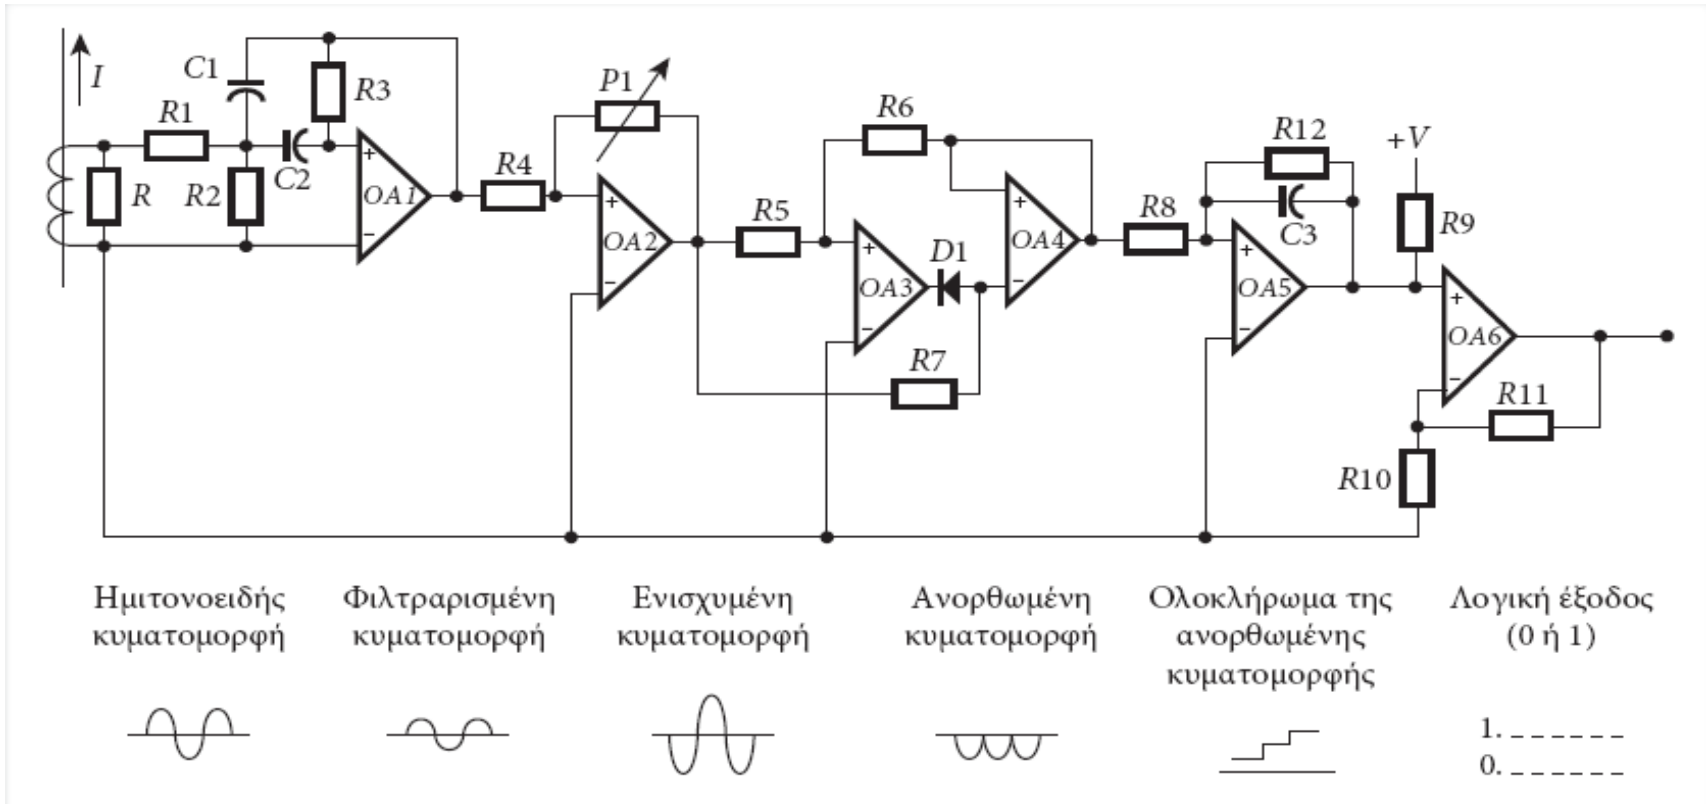 I
C1
R3
R1
C2
R
R2
+
OA1
−
P1
R4
+
OA2
−
R5
R6
+
OA3
−
D1
R7
+
OA4
−
R8
R12
C3
+
OA5
−
+V
R9
+
OA6
−
R11
R10
Ημιτονοειδής
κυματομορφή
Φιλτραρισμένη
κυματομορφή
Ενισχυμένη
κυματομορφή
Ανορθωμένη
κυματομορφή
Ολοκλήρωμα της
ανορθωμένης
κυματομορφής
Λογική έξοδος
(0 ή 1)
1. _ _ _ _ _ _
0. _ _ _ _ _ _